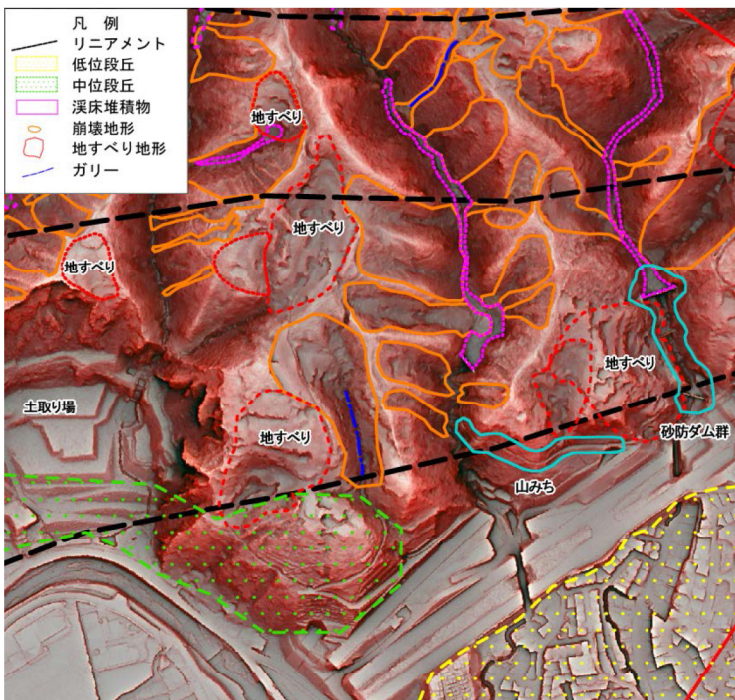 凡 例
リニアメント
低位段丘
中位段丘
渓床堆積物
崩壊地形
地すべり地形
ガリー
地すべり
地すべり
地すべり
地すべり
土取り場
地すべり
砂防ダム群
山みち